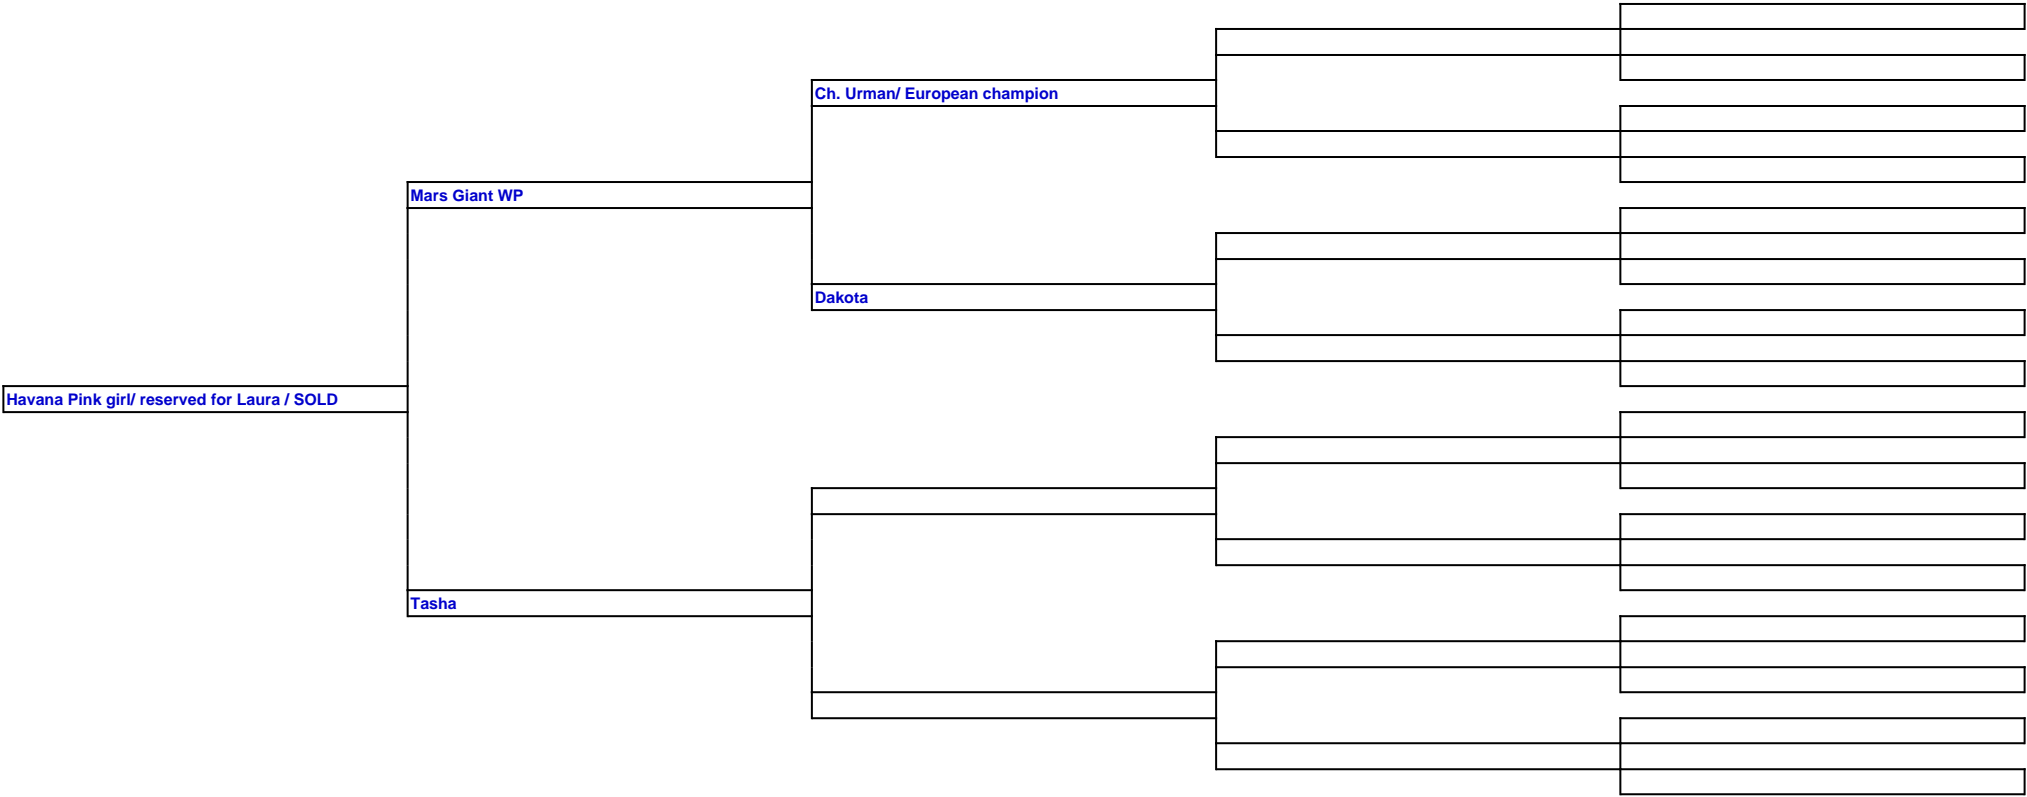 Ch. Urman/ European champion
Mars Giant WP
Dakota
Havana Pink girl/ reserved for Laura / SOLD
Tasha